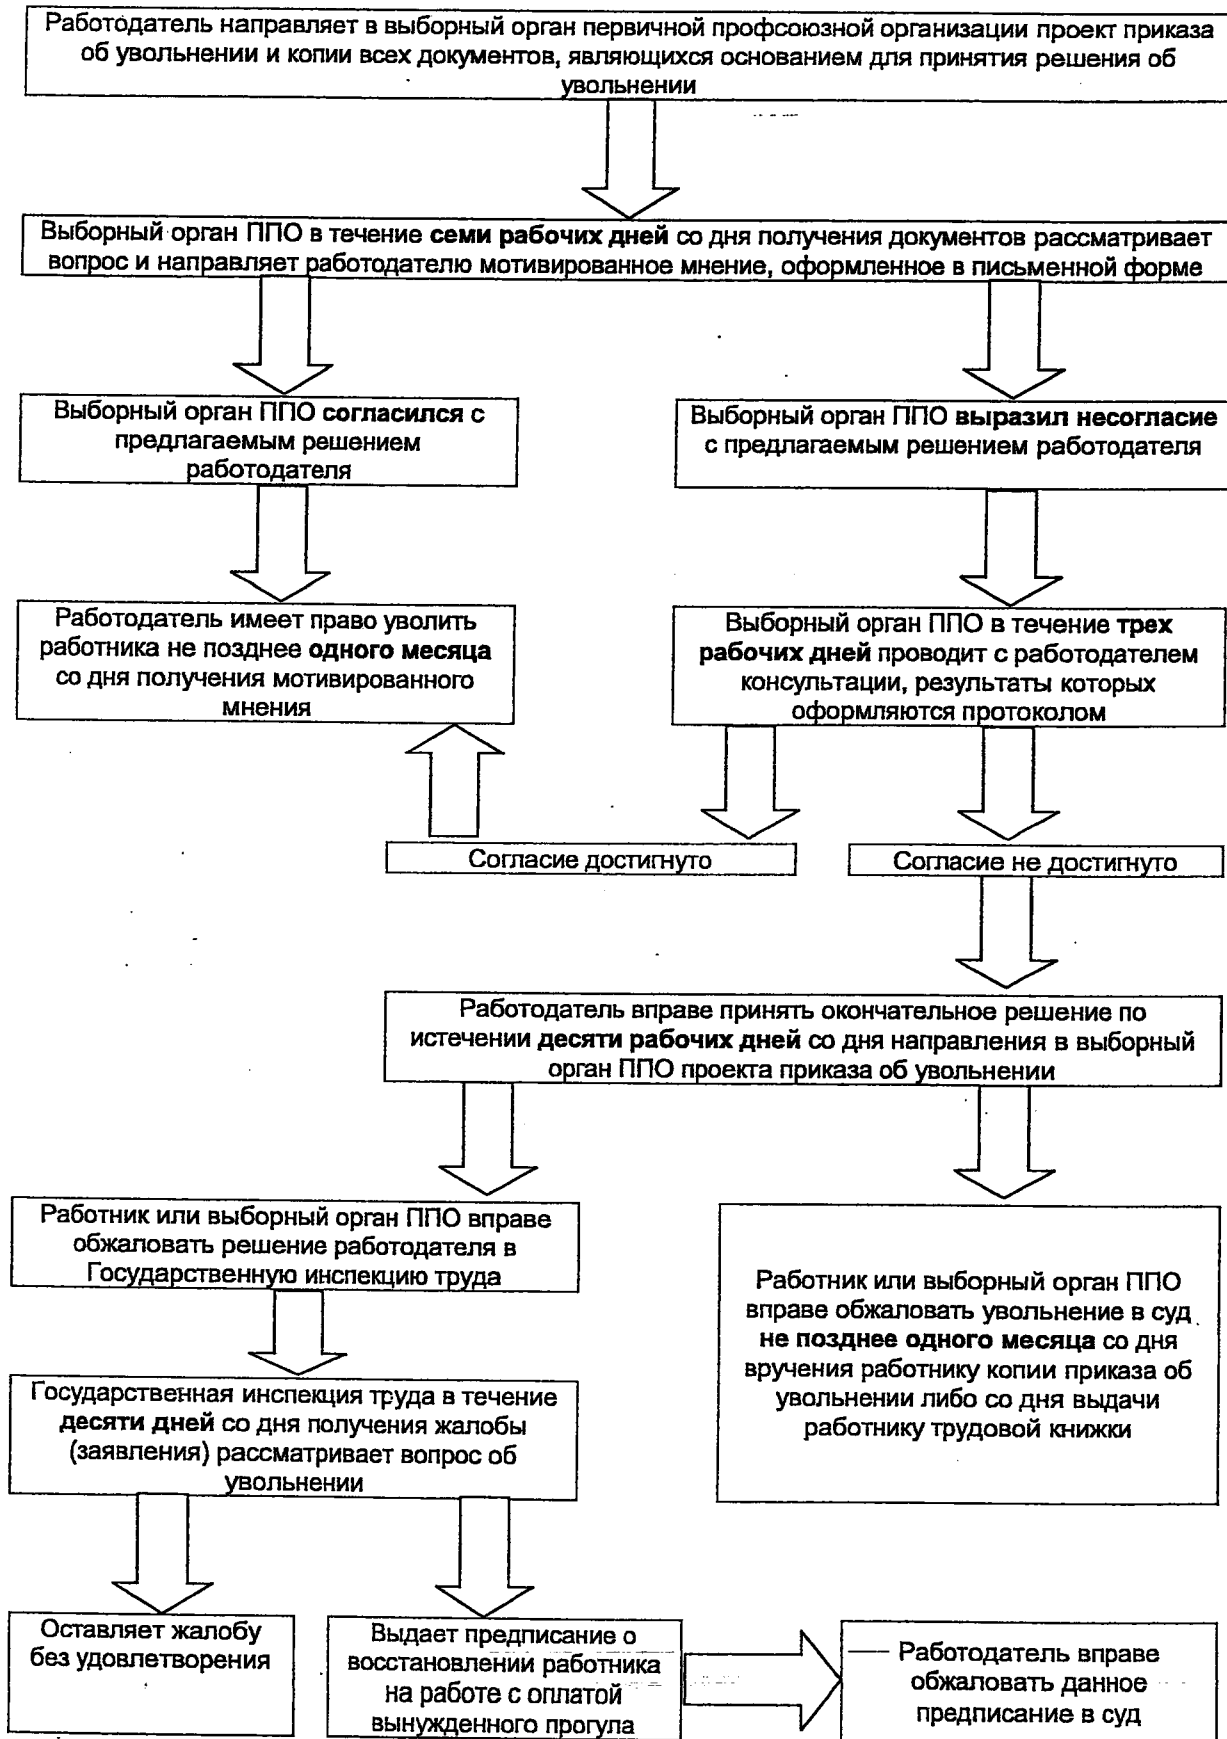 Работодатель направляет в выборный орган первичной профсоюзной организации проект приказа
об увольнении и копии всех документов, являющихся основанием для принятия решения об
увольнении
Выборный орган ППО в течение семи рабочих дней со дня получения документов рассматривает
вопрос и направляет работодателю мотивированное мнение, оформленное в письменной форме
Выборный орган ППО согласился с
предлагаемым решением
работодателя
Выборный орган ППО выразил несогласие
с предлагаемым решением работодателя
Работодатель имеет право уволить
работника не позднее одного месяца
со дня получения мотивированного
мнения
Выборный орган ППО в течение трех
рабочих дней проводит с работодателем
консультации, результаты которых
оформляются протоколом
Согласие достигнуто
Согласие не достигнуто
Работодатель вправе принять окончательное решение по
истечении десяти рабочих дней со дня направления в выборный
орган ППО проекта приказа об увольнении
Работник или выборный орган ППО вправе
обжаловать решение работодателя в
Государственную инспекцию труда
Работник или выборный орган ППО
вправе обжаловать увольнение в суд
не позднее одного месяца со дня
вручения работнику копии приказа об
увольнении либо со дня выдачи
работнику трудовой книжки
Государственная инспекция труда в течение
десяти дней со дня получения жалобы
(заявления) рассматривает вопрос об
увольнении
Оставляет жалобу
без удовлетворения
Выдает предписание о
восстановлении работника
на работе с оплатой
вынужденного прогула
Работодатель вправе
обжаловать данное
предписание в суд